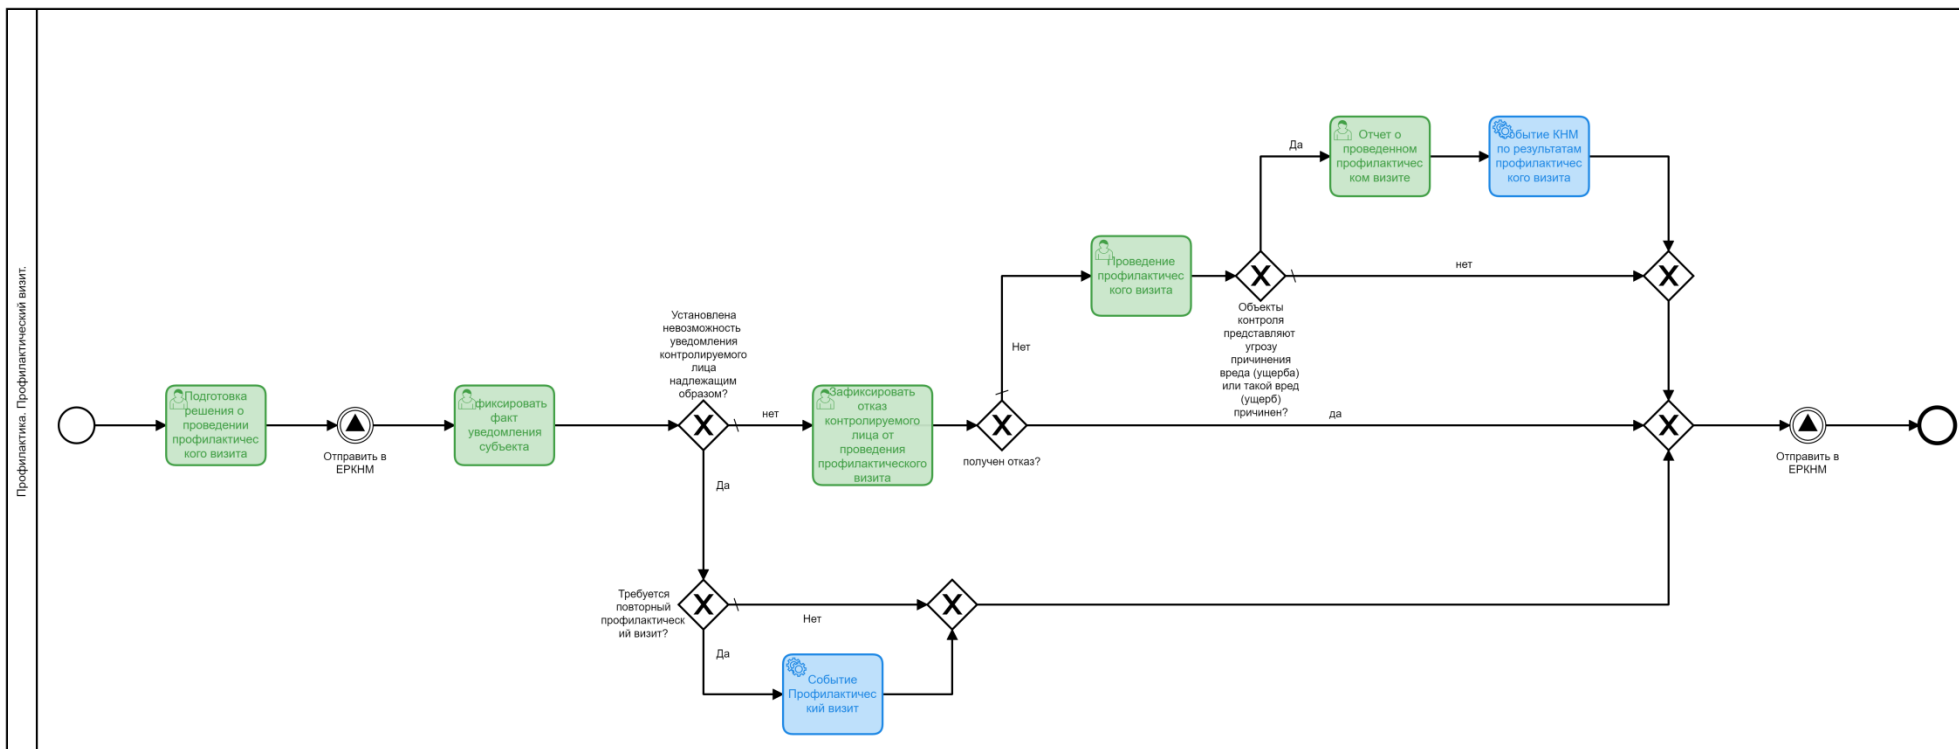 Профилактика. Профилактический визит.
Подготовка
решения о
проведении
профилактичес
кого визита
Отправить в
ЕРКНМ
фиксировать
факт
уведомления
субъекта
Установлена
невозможность
уведомления
контролируемого
лица
надлежащим
образом?
нет
Да
Зафиксировать
отказ
контролируемого
лица от
проведения
профилактического
визита
получен отказ?
Нет
да
Проведение
профилактичес
кого визита
Объекты
контроля
представляют
угрозу
причинения
вреда (ущерба)
или такой вред
(ущерб)
причинен?
Да
нет
Отчет о
проведенном
профилактичес
ком визите
Событие КНМ
по результатам
профилактичес
кого визита
Требуется
повторный
профилактическ
ий визит?
Нет
Да
Событие
Профилактичес
кий визит
Отправить в
ЕРКНМ